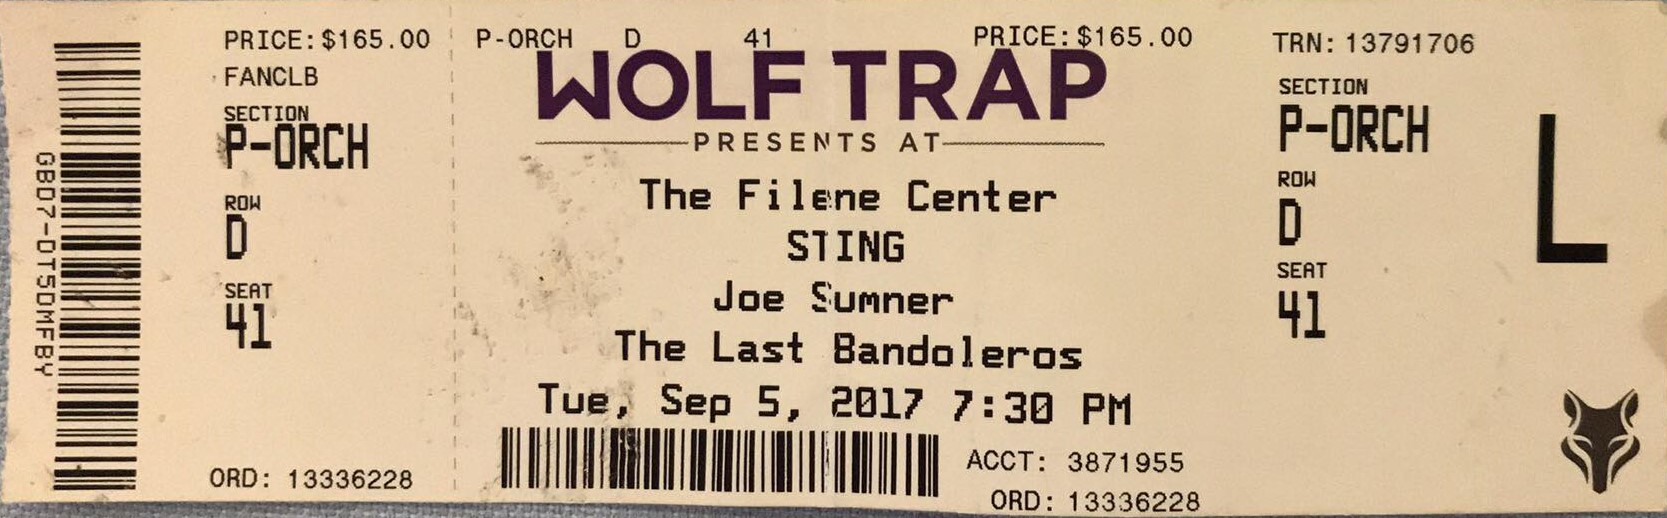 GBD7-DT5DMFBY
PRICE:$165.00
FANCLB
SECTION
P-ORCH
ROW
D
SEAT
41
ORD: 13336228
P-ORCH D 41 PRICE:$165.00
WOLF TRAP
PRESENTS AT
The Filene Center
STING
Joe Sumner
The Last Bandoleros
Tue, Sep 5, 2017 7:30 PM
ACCT: 3871955
ORD: 13336228
TRN: 13791706
SECTION
P-ORCH
ROW
D
SEAT
41
L